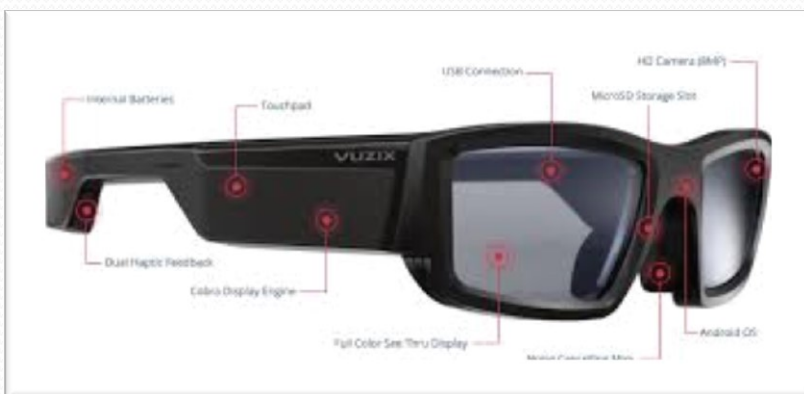 HD Camera (8MP)
USB Connection
MicroSD Storage Slot
Internal Batteries
Touchpad
VUZIX
Dual Haptic Feedback
Cobra Display Engine
Full Color See Thru Display
Android OS